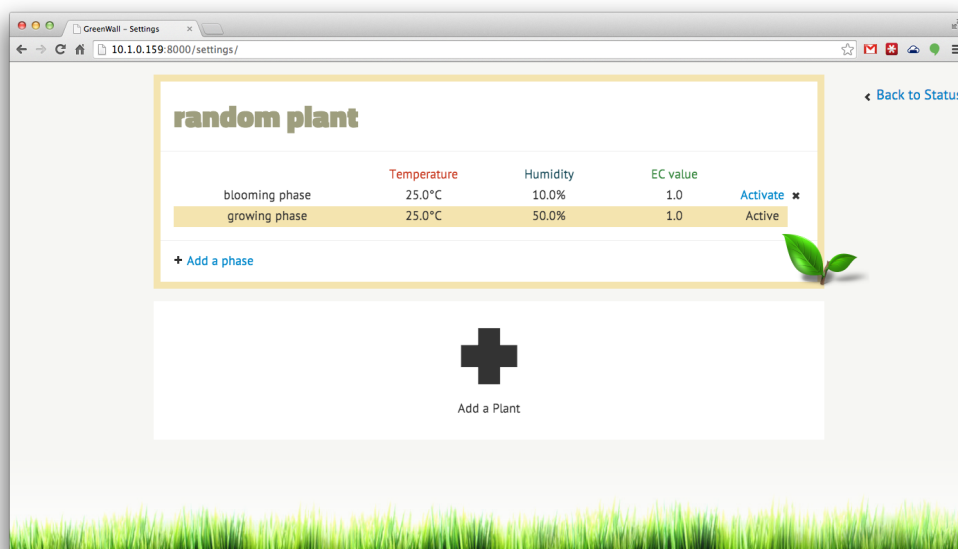 GreenWall – Settings
10.1.0.159:8000/settings/
Back to Status
random plant
Temperature Humidity EC value
blooming phase 25.0°C 10.0% 1.0 Activate
growing phase 25.0°C 50.0% 1.0 Active
Add a phase
Add a Plant